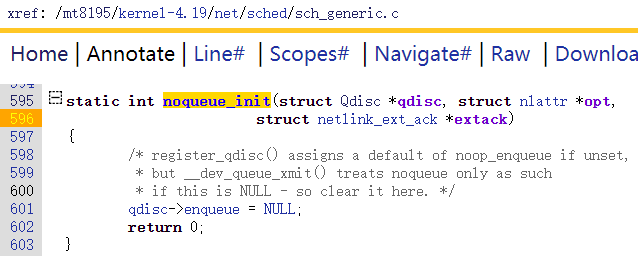 xref: /mt8195/kernel-4.19/net/sched/sch_generic.c
Home | Annotate | Line# | Scopes# | Navigate# | Raw | Downloa
594
595 static int noqueue_init(struct Qdisc *qdisc, struct nlattr *opt,
596 struct netlink_ext_ack *extack)
597 {
598 /* register_qdisc() assigns a default of noop_enqueue if unset,
599 * but __dev_queue_xmit() treats noqueue only as such
600 * if this is NULL - so clear it here. */
601 qdisc->enqueue = NULL;
602 return 0;
603 }